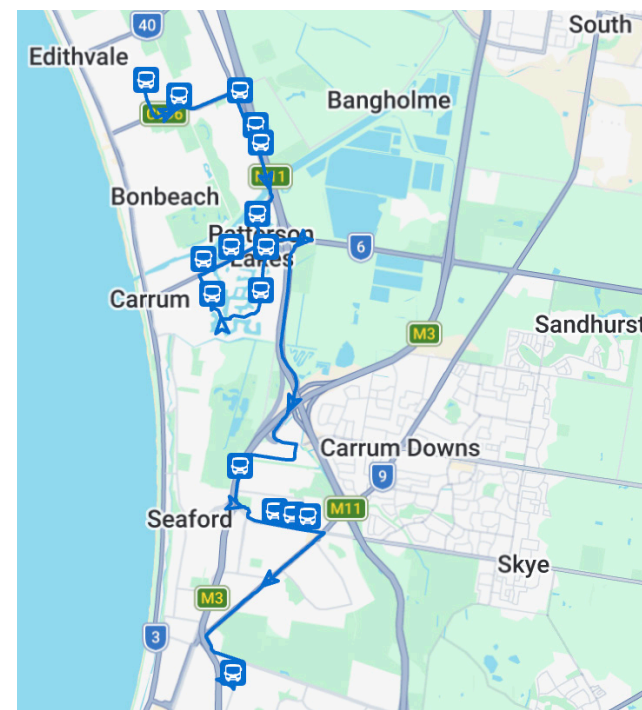 South
40
Edithvale
Bangholme
M11
Bonbeach
Patterson
Lakes
6
Carrum
Sandhurst
M3
Carrum Downs
9
M11
Seaford
Skye
M3
3